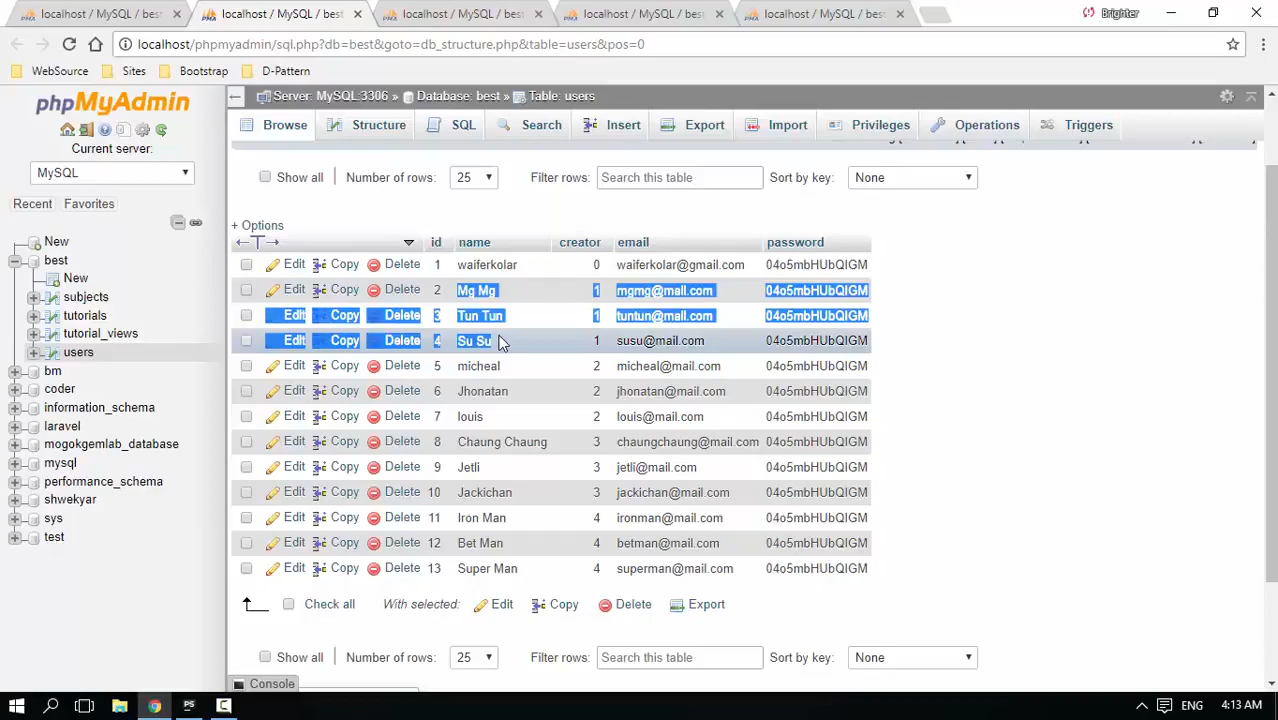 localhost / MySQL / best
localhost / MySQL / best
localhost / MySQL / best
localhost / MySQL / best
localhost / MySQL / best
Brighter
localhost/phpmyadmin/sql.php?db=best&goto=db_structure.php&table=users&pos=0
WebSource Sites Bootstrap D-Pattern
phpMyAdmin
Current server:
MySQL
Recent Favorites
New
best
New
subjects
tutorials
tutorial_views
users
bm
coder
information_schema
laravel
mogokgemlab_database
mysql
performance_schema
shwekyar
sys
test
Server: MySQL:3306 » Database: best » Table: users
Browse Structure SQL Search Insert Export Import Privileges Operations Triggers
Show all Number of rows: 25 Filter rows: Search this table Sort by key: None
+ Options
id name creator email password
Edit Copy Delete 1 waiferkolar 0 waiferkolar@gmail.com 04o5mbHUbQIGM
Edit Copy Delete 2 Mg Mg 1 mgmg@mail.com 04o5mbHUbQIGM
Edit Copy Delete 3 Tun Tun 1 tuntun@mail.com 04o5mbHUbQIGM
Edit Copy Delete 4 Su Su 1 susu@mail.com 04o5mbHUbQIGM
Edit Copy Delete 5 micheal 2 micheal@mail.com 04o5mbHUbQIGM
Edit Copy Delete 6 Jhonatan 2 jhonatan@mail.com 04o5mbHUbQIGM
Edit Copy Delete 7 louis 2 louis@mail.com 04o5mbHUbQIGM
Edit Copy Delete 8 Chaung Chaung 3 chaungchaung@mail.com 04o5mbHUbQIGM
Edit Copy Delete 9 Jetli 3 jetli@mail.com 04o5mbHUbQIGM
Edit Copy Delete 10 Jackichan 3 jackichan@mail.com 04o5mbHUbQIGM
Edit Copy Delete 11 Iron Man 4 ironman@mail.com 04o5mbHUbQIGM
Edit Copy Delete 12 Bet Man 4 betman@mail.com 04o5mbHUbQIGM
Edit Copy Delete 13 Super Man 4 superman@mail.com 04o5mbHUbQIGM
Check all With selected: Edit Copy Delete Export
Show all Number of rows: 25 Filter rows: Search this table Sort by key: None
Console
PS
ENG 4:13 AM